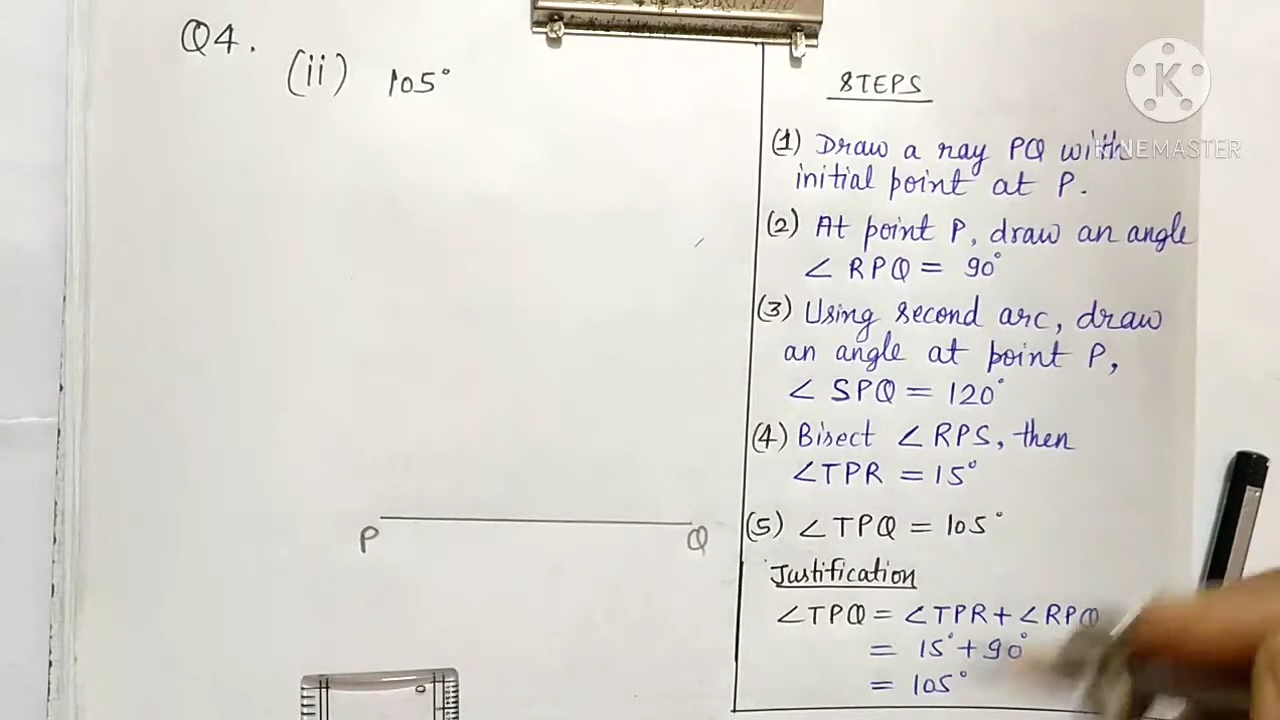 Q4.
(ii) 105°
STEPS
(1) Draw a ray PQ with
initial point at P.
(2) At point P, draw an angle
∠ RPQ = 90°
(3) Using second arc, draw
an angle at point P,
∠ SPQ = 120°
(4) Bisect ∠RPS, then
∠TPR = 15°
(5) ∠TPQ = 105°
Justification
∠TPQ = ∠TPR + ∠RPQ
= 15° + 90°
= 105°
P
Q
K
KINEMASTER
0